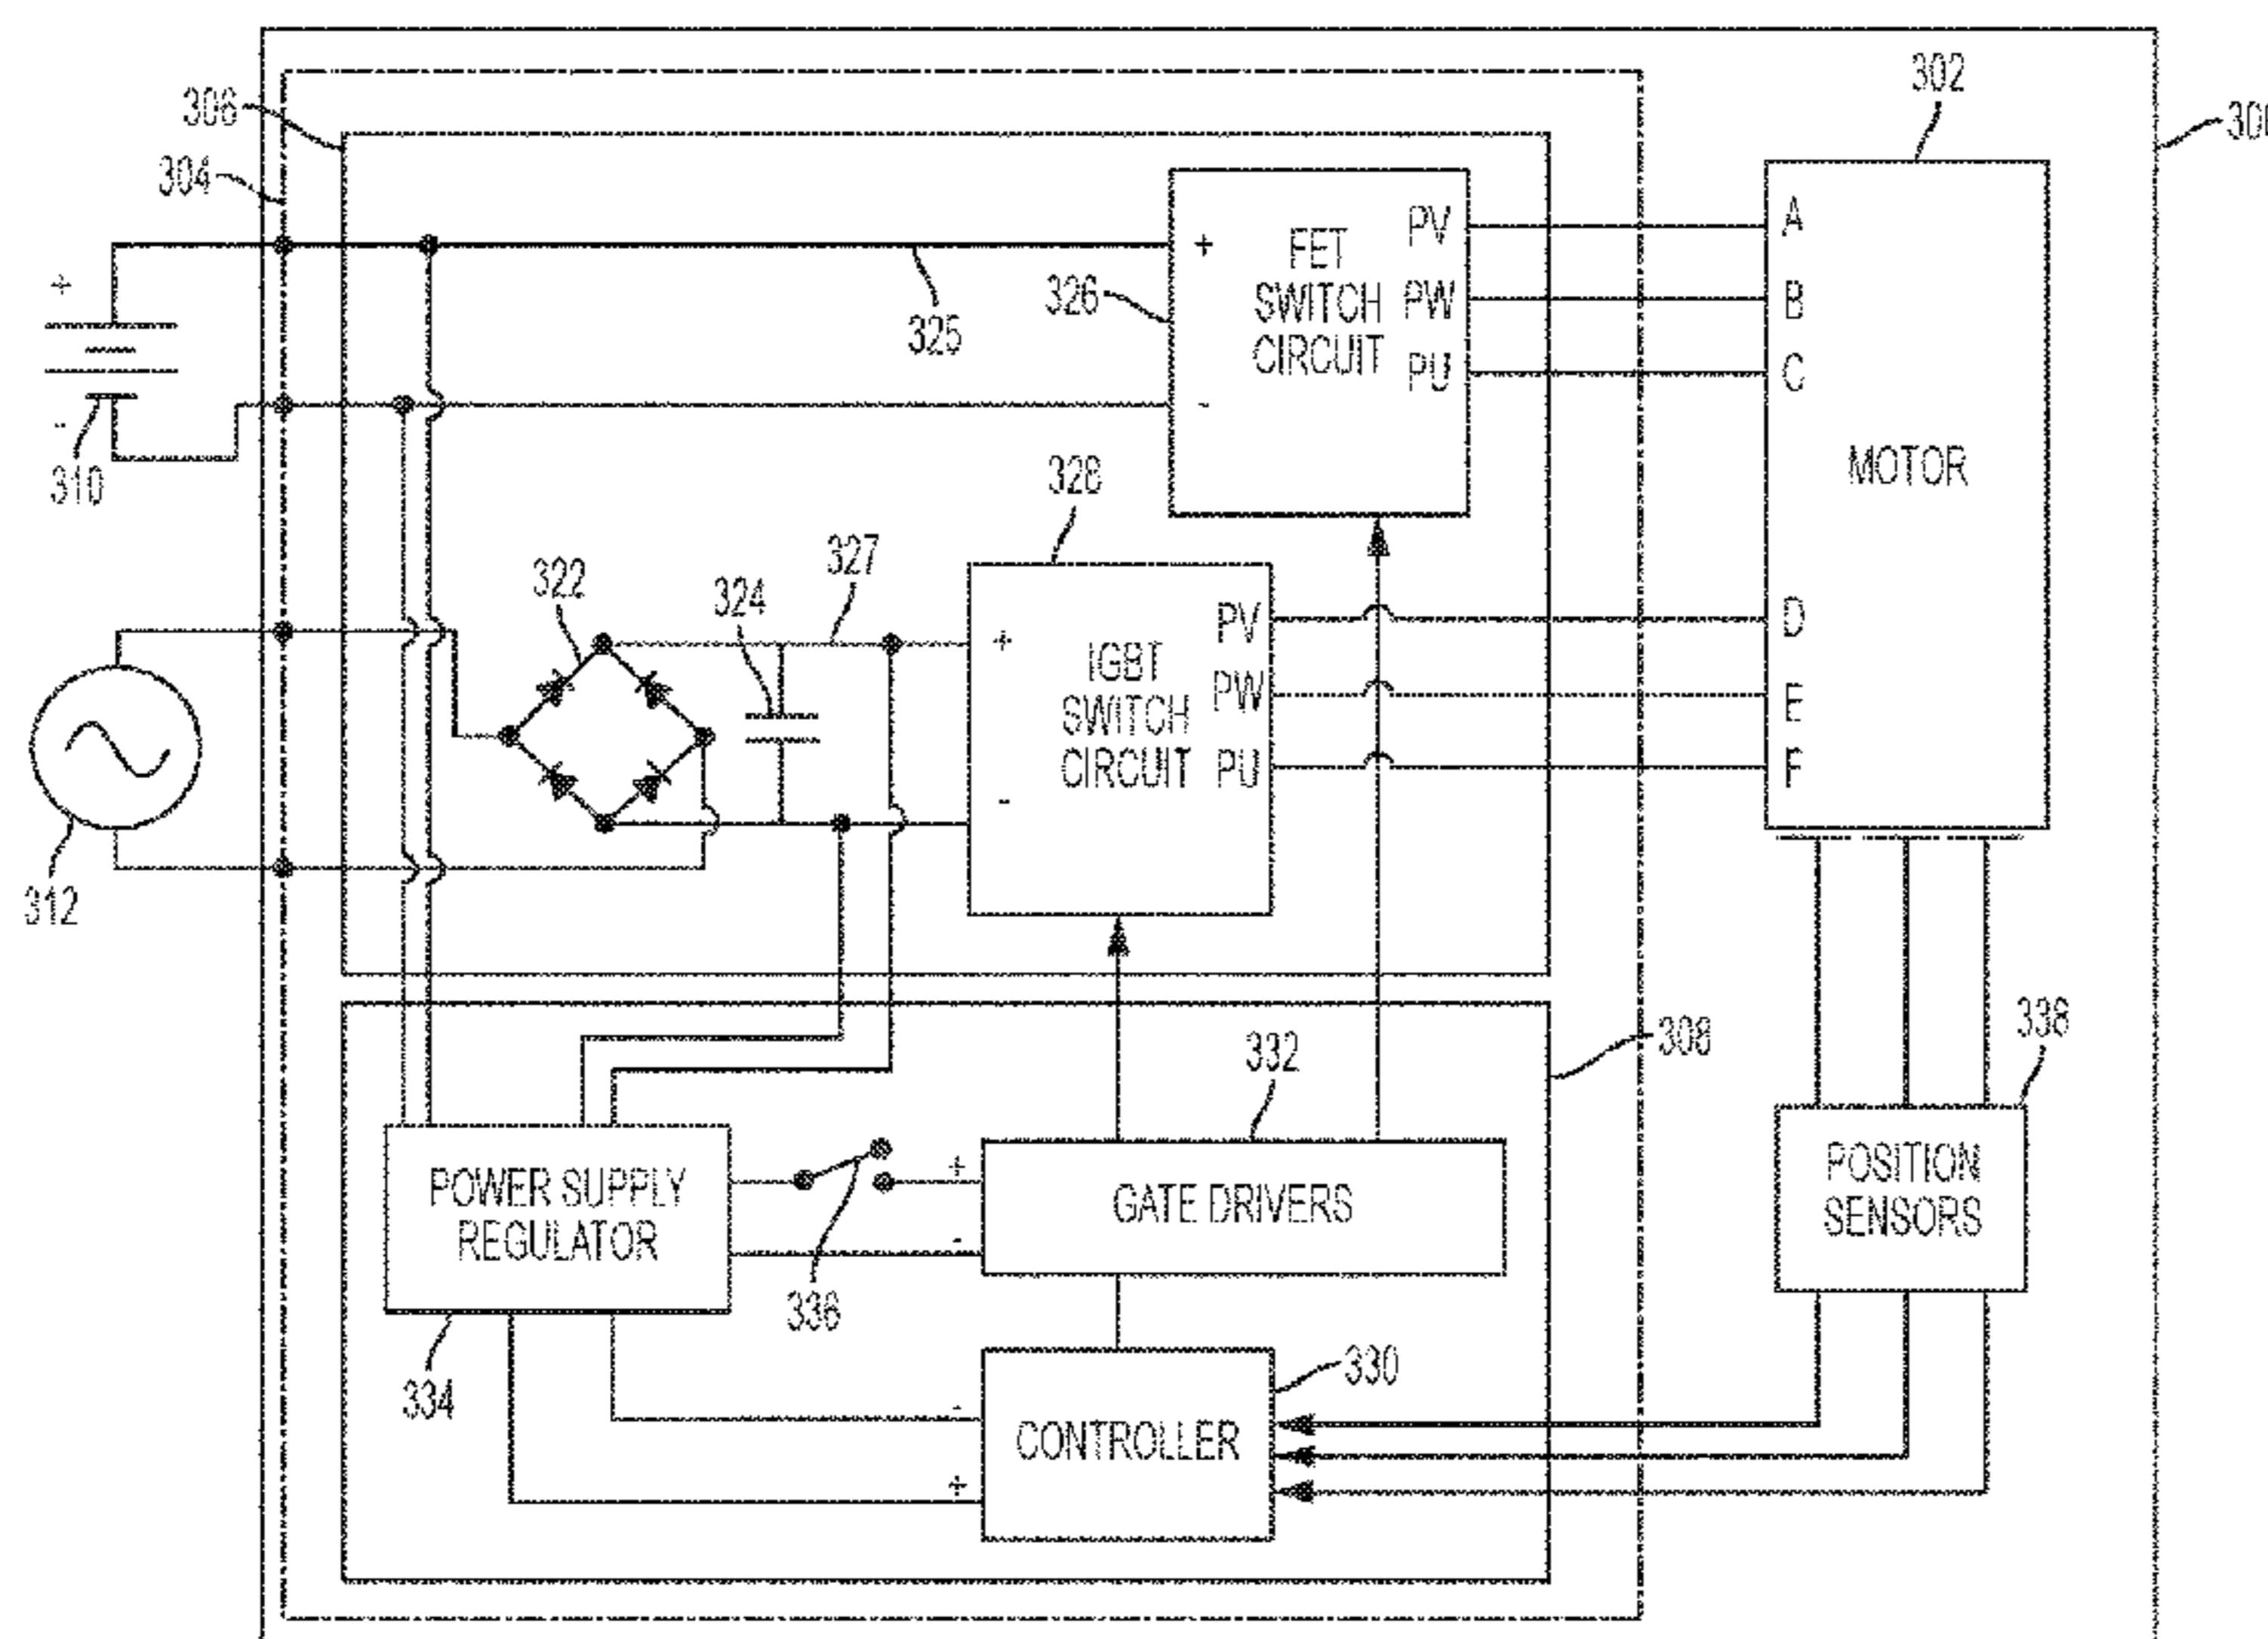 302
306
304
+
FET
SWITCH
CIRCUIT
PV
PW
PU
-
326
325
A
B
C
MOTOR
D
E
F
+
-
310
328
327
322
324
+
IGBT
SWITCH
CIRCUIT
PV
PW
PU
-
312
308
338
332
POWER SUPPLY
REGULATOR
+
-
GATE DRIVERS
POSITION
SENSORS
336
334
330
-
CONTROLLER
+